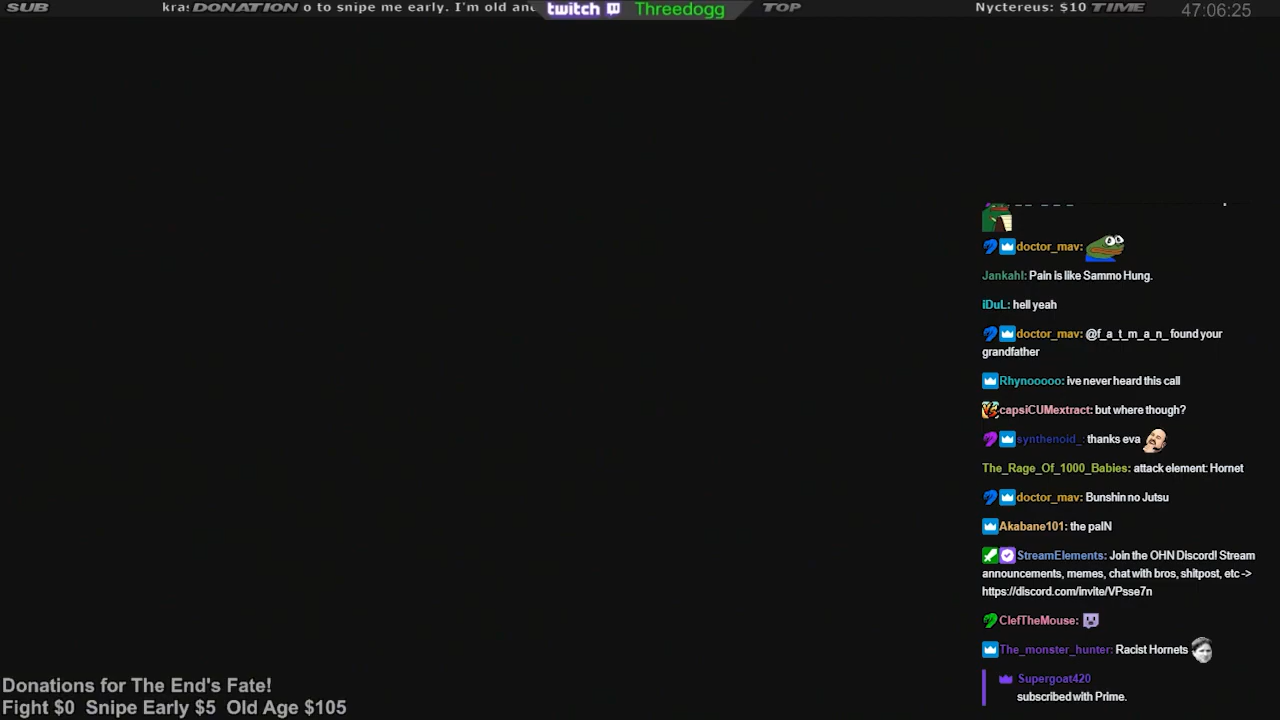 SUB
kras DONATION o to snipe me early. I'm old and
twitch Threedogg
TOP
Nyctereus: $10 TIME
47:06:25
doctor_mav:
Jankahl: Pain is like Sammo Hung.
iDuL: hell yeah
doctor_mav: @f_a_t_m_a_n_ found your
grandfather
Rhynooooo: ive never heard this call
capsiCUMextract: but where though?
synthenoid_: thanks eva
The_Rage_Of_1000_Babies: attack element: Hornet
doctor_mav: Bunshin no Jutsu
Akabane101: the paIN
StreamElements: Join the OHN Discord! Stream
announcements, memes, chat with bros, shitpost, etc ->
https://discord.com/invite/VPsse7n
ClefTheMouse:
The_monster_hunter: Racist Hornets
Supergoat420
subscribed with Prime.
Donations for The End's Fate!
Fight $0 Snipe Early $5 Old Age $105